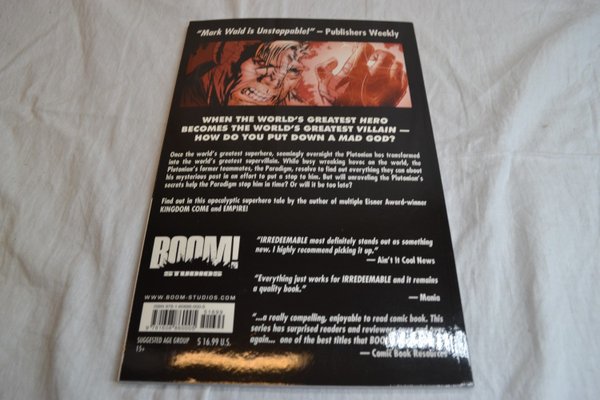 "Mark Waid is Unstoppable!" — Publishers Weekly
WHEN THE WORLD'S GREATEST HERO
BECOMES THE WORLD'S GREATEST VILLAIN —
HOW DO YOU PUT DOWN A MAD GOD?
Once the world's greatest superhero, seemingly overnight the Plutonian has transformed
into the world's greatest supervillain. While busy wreaking havoc on the world, the
Plutonian's former teammates, the Paradigm, resolve to find out everything they can about
his mysterious past in an effort to put a stop to him. But will unraveling the Plutonian's
secrets help the Paradigm stop him in time? Or will it be too late?
Find out in this apocalyptic superhero tale by the author of multiple Eisner Award-winner
KINGDOM COME and EMPIRE!
BOOM!
STUDIOS
WWW.BOOM-STUDIOS.COM
"IRREDEEMABLE most definitely stands out as something
new. I highly recommend picking it up."
— Ain't It Cool News
"Everything just works for IRREDEEMABLE and it remains
a quality book."
— Mania
"...a really compelling, enjoyable to read comic book. This
series has surprised readers and reviewers over and over
again... one of the best titles that BOO
— Comic Book Resources
51699
SUGGESTED AGE GROUP
15+
$ 16.99 U.S.